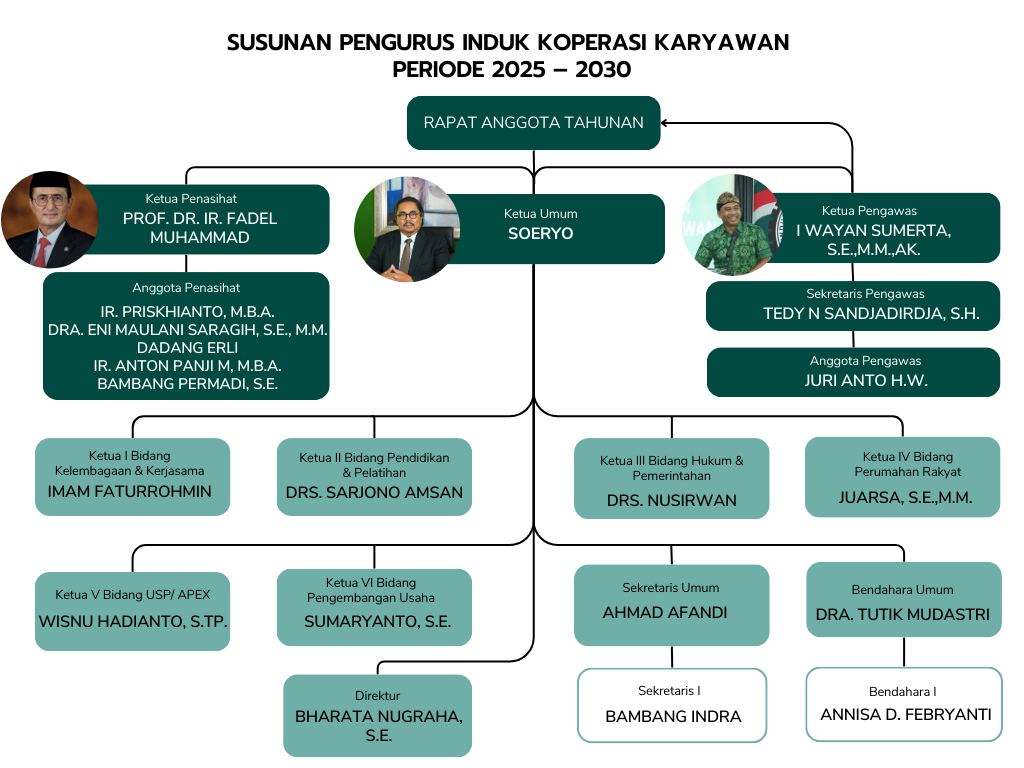 SUSUNAN PENGURUS INDUK KOPERASI KARYAWAN
PERIODE 2025 – 2030
RAPAT ANGGOTA TAHUNAN
Ketua Penasihat
PROF. DR. IR. FADEL
MUHAMMAD
Ketua Umum
SOERYO
Ketua Pengawas
I WAYAN SUMERTA,
S.E.,M.M.,AK.
Anggota Penasihat
IR. PRISKHIANTO, M.B.A.
DRA. ENI MAULANI SARAGIH, S.E., M.M.
DADANG ERLI
IR. ANTON PANJI M, M.B.A.
BAMBANG PERMADI, S.E.
Sekretaris Pengawas
TEDY N SANDJADIRDJA, S.H.
Anggota Pengawas
JURI ANTO H.W.
Ketua I Bidang
Kelembagaan & Kerjasama
IMAM FATURROHMIN
Ketua II Bidang Pendidikan
& Pelatihan
DRS. SARJONO AMSAN
Ketua III Bidang Hukum &
Pemerintahan
DRS. NUSIRWAN
Ketua IV Bidang
Perumahan Rakyat
JUARSA, S.E.,M.M.
Ketua V Bidang USP/ APEX
WISNU HADIANTO, S.TP.
Ketua VI Bidang
Pengembangan Usaha
SUMARYANTO, S.E.
Sekretaris Umum
AHMAD AFANDI
Bendahara Umum
DRA. TUTIK MUDASTRI
Direktur
BHARATA NUGRAHA,
S.E.
Sekretaris I
BAMBANG INDRA
Bendahara I
ANNISA D. FEBRYANTI